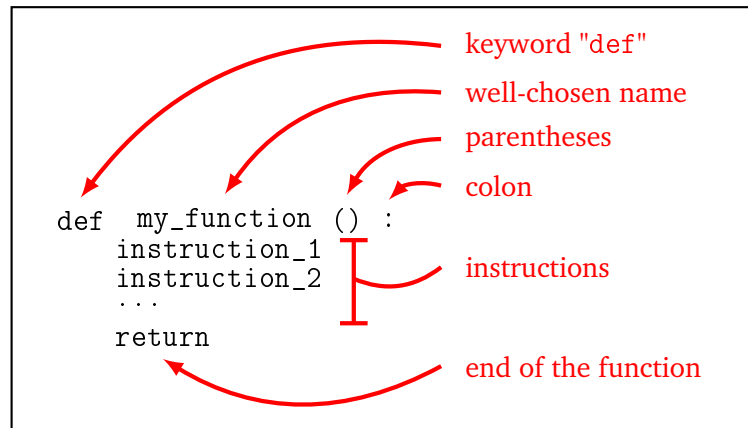 keyword "def"
well-chosen name
parentheses
colon
def my_function () :
instruction_1
instruction_2
...
instructions
return
end of the function